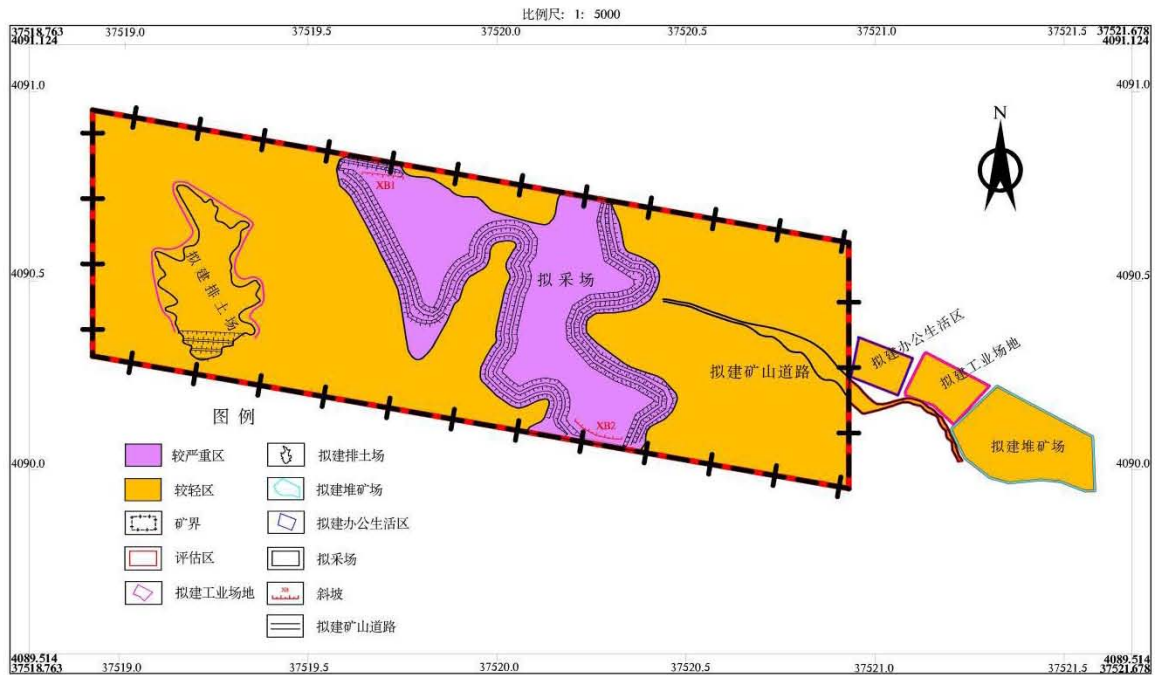 比例尺: 1: 5000
37518.763 37519.0 37519.5 37520.0 37520.5 37521.0 37521.5 37521.678
4091.124 4091.124
4091.0 4091.0
N
XB1
4090.5 拟采场 4090.5
拟建排土场
拟建办公生活区
拟建工业场地
拟建矿山道路
图 例
XB2
拟建堆矿场
较严重区 拟建排土场
4090.0 4090.0
较轻区 拟建堆矿场
矿界 拟建办公生活区
评估区 拟采场
拟建工业场地 斜坡
拟建矿山道路
4089.514 4089.514
37518.763 37519.0 37519.5 37520.0 37520.5 37521.0 37521.5 37521.678